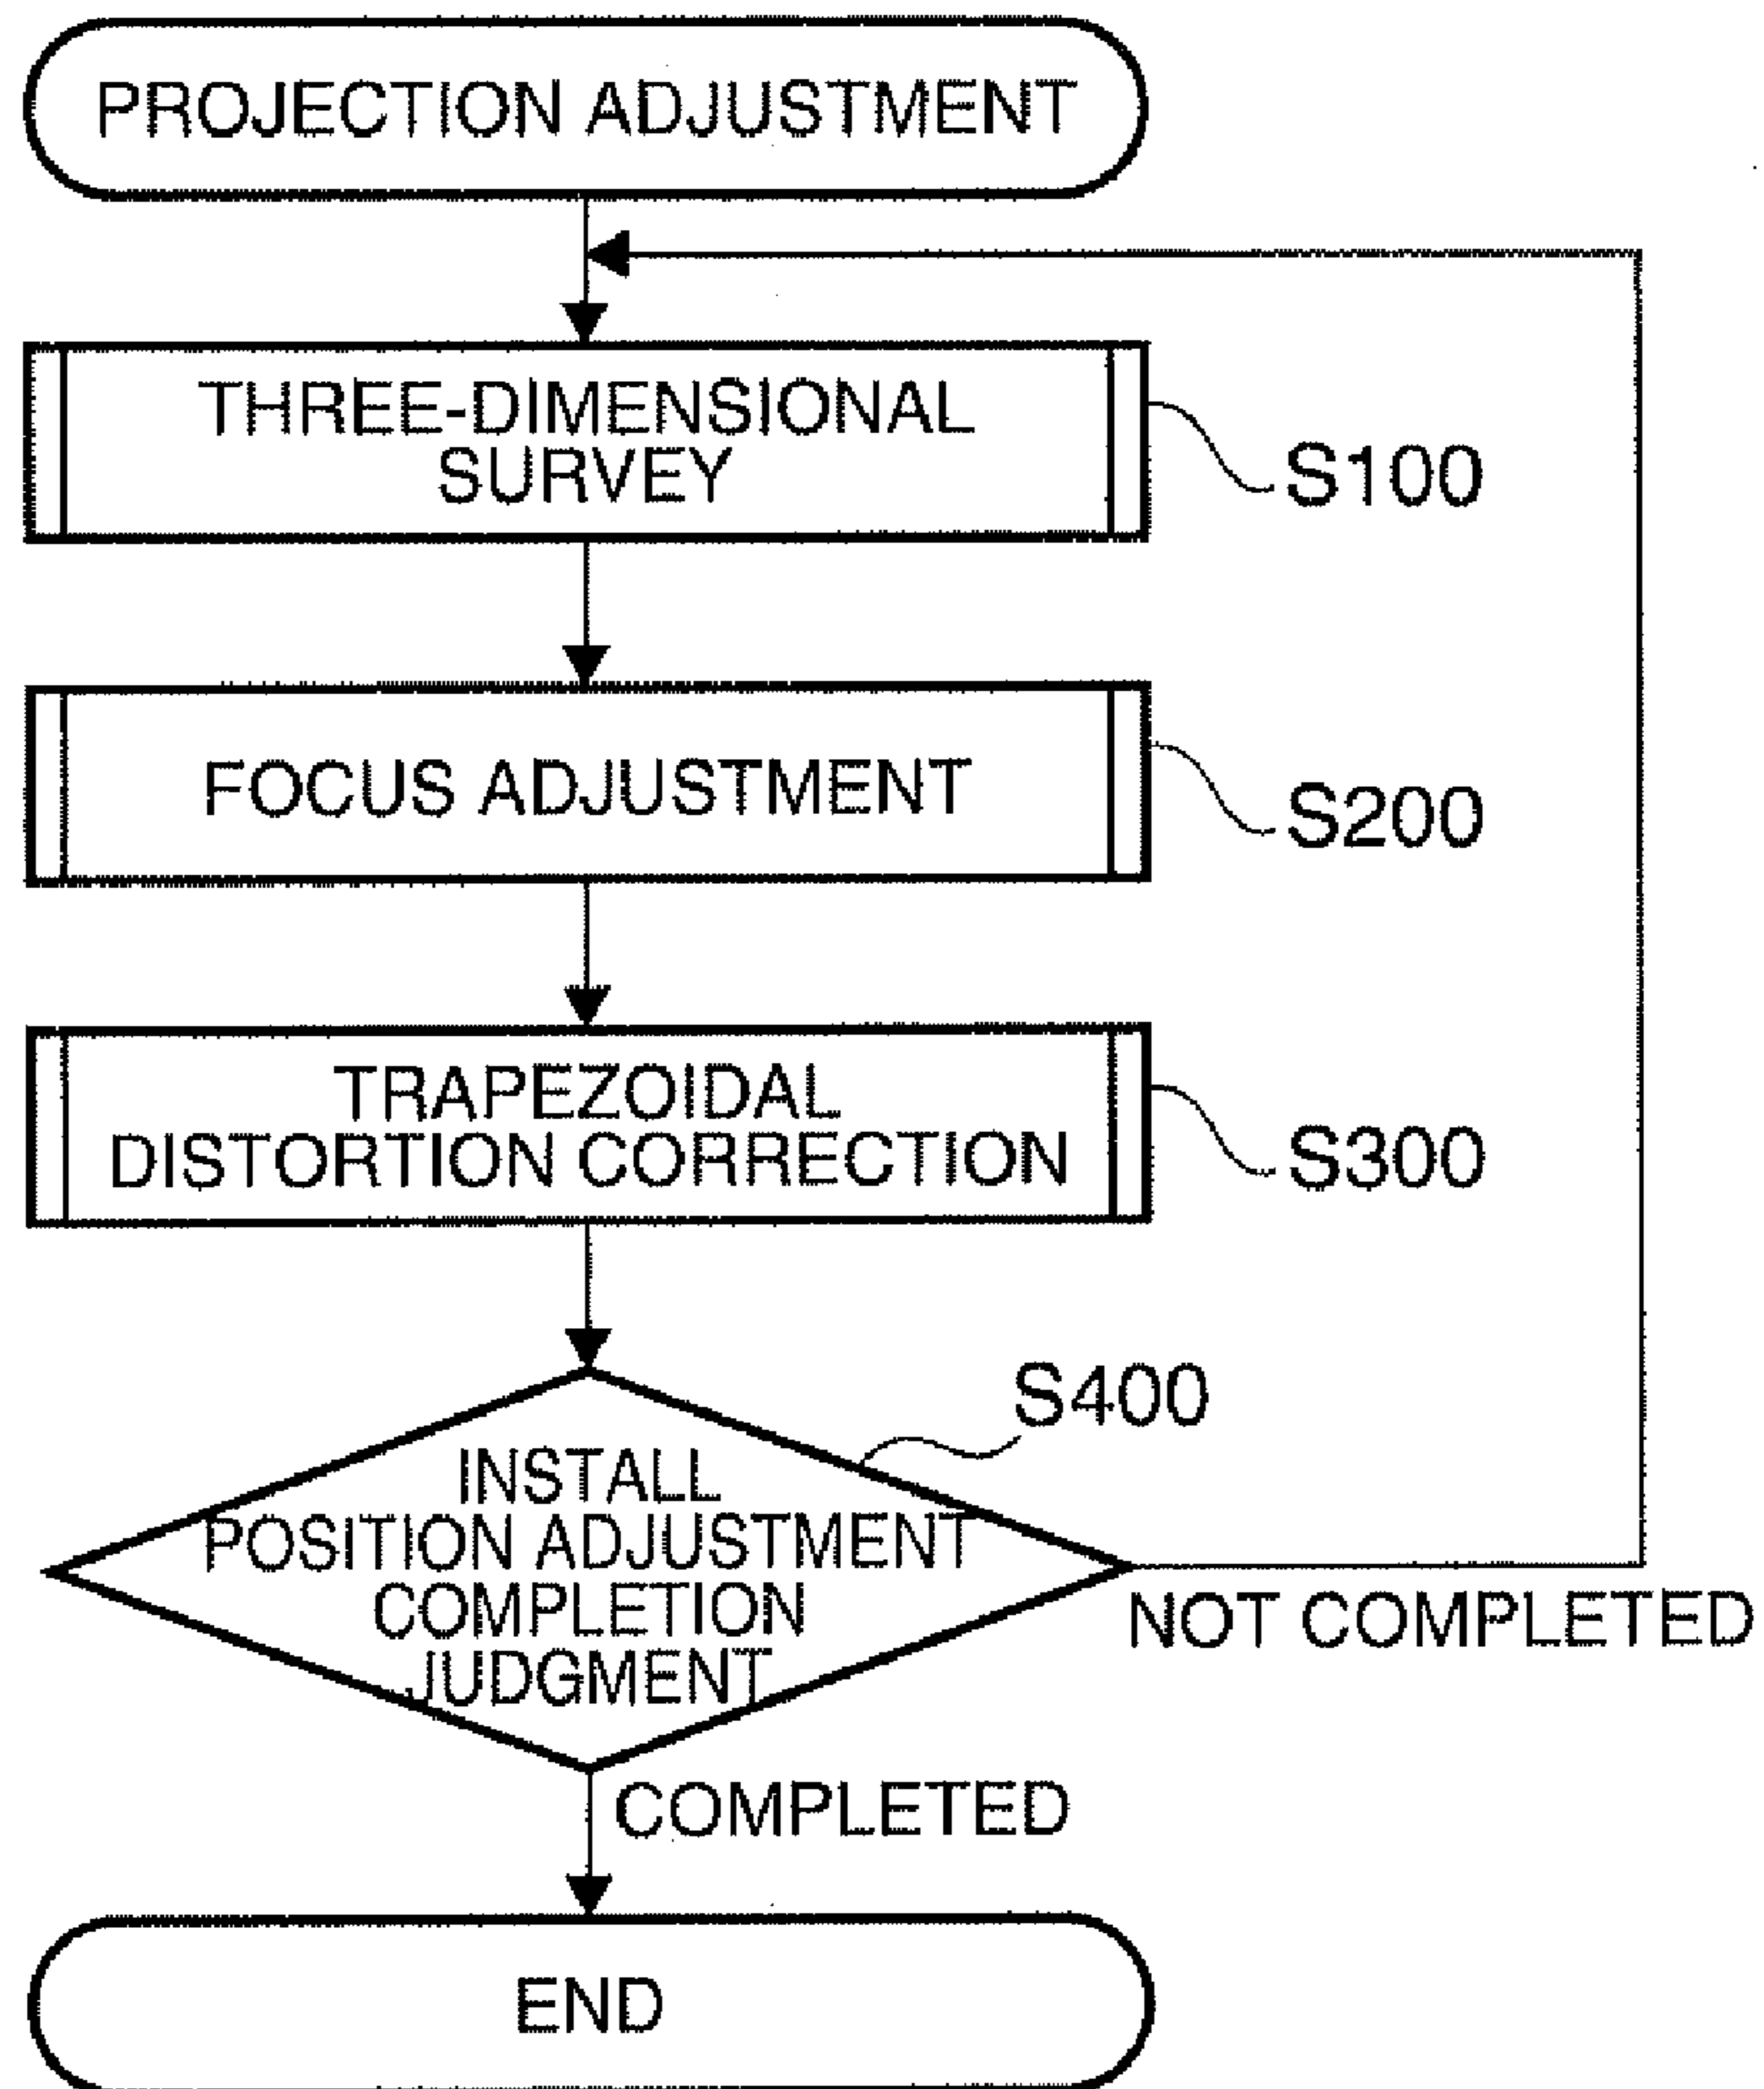 PROJECTION ADJUSTMENT
THREE-DIMENSIONAL
SURVEY
S100
FOCUS ADJUSTMENT
S200
TRAPEZOIDAL
DISTORTION CORRECTION
S300
S400
INSTALL
POSITION ADJUSTMENT
COMPLETION
JUDGMENT
NOT COMPLETED
COMPLETED
END